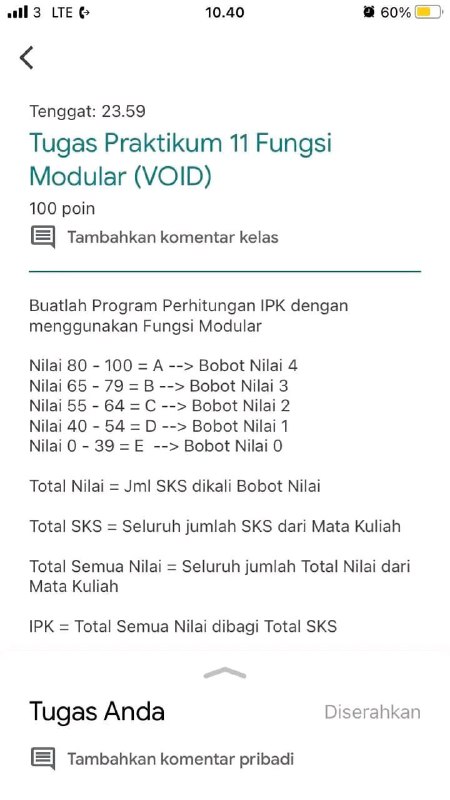 3 LTE 10.40 60%
Tenggat: 23.59
Tugas Praktikum 11 Fungsi
Modular (VOID)
100 poin
Tambahkan komentar kelas
Buatlah Program Perhitungan IPK dengan
menggunakan Fungsi Modular
Nilai 80 - 100 = A --> Bobot Nilai 4
Nilai 65 - 79 = B --> Bobot Nilai 3
Nilai 55 - 64 = C --> Bobot Nilai 2
Nilai 40 - 54 = D --> Bobot Nilai 1
Nilai 0 - 39 = E --> Bobot Nilai 0
Total Nilai = Jml SKS dikali Bobot Nilai
Total SKS = Seluruh jumlah SKS dari Mata Kuliah
Total Semua Nilai = Seluruh jumlah Total Nilai dari
Mata Kuliah
IPK = Total Semua Nilai dibagi Total SKS
Tugas Anda Diserahkan
Tambahkan komentar pribadi